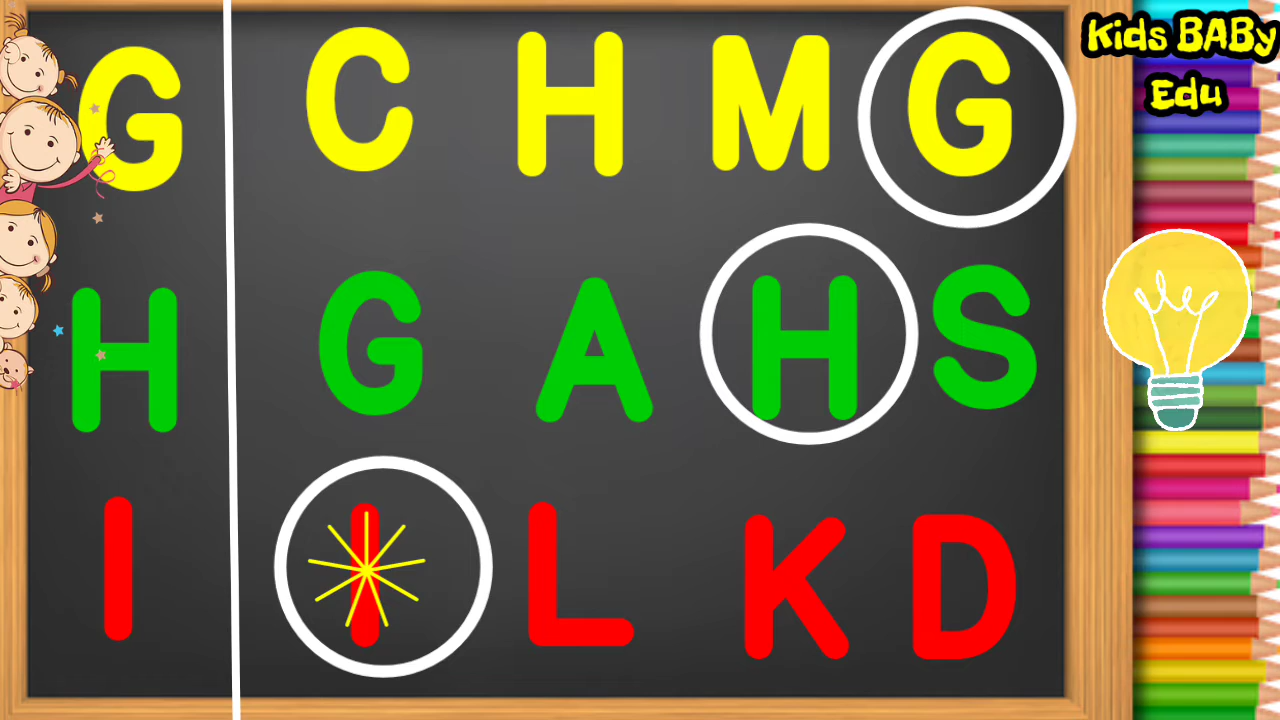 G C H M G
H G A H S
I I L K D
Kids BABy
Edu